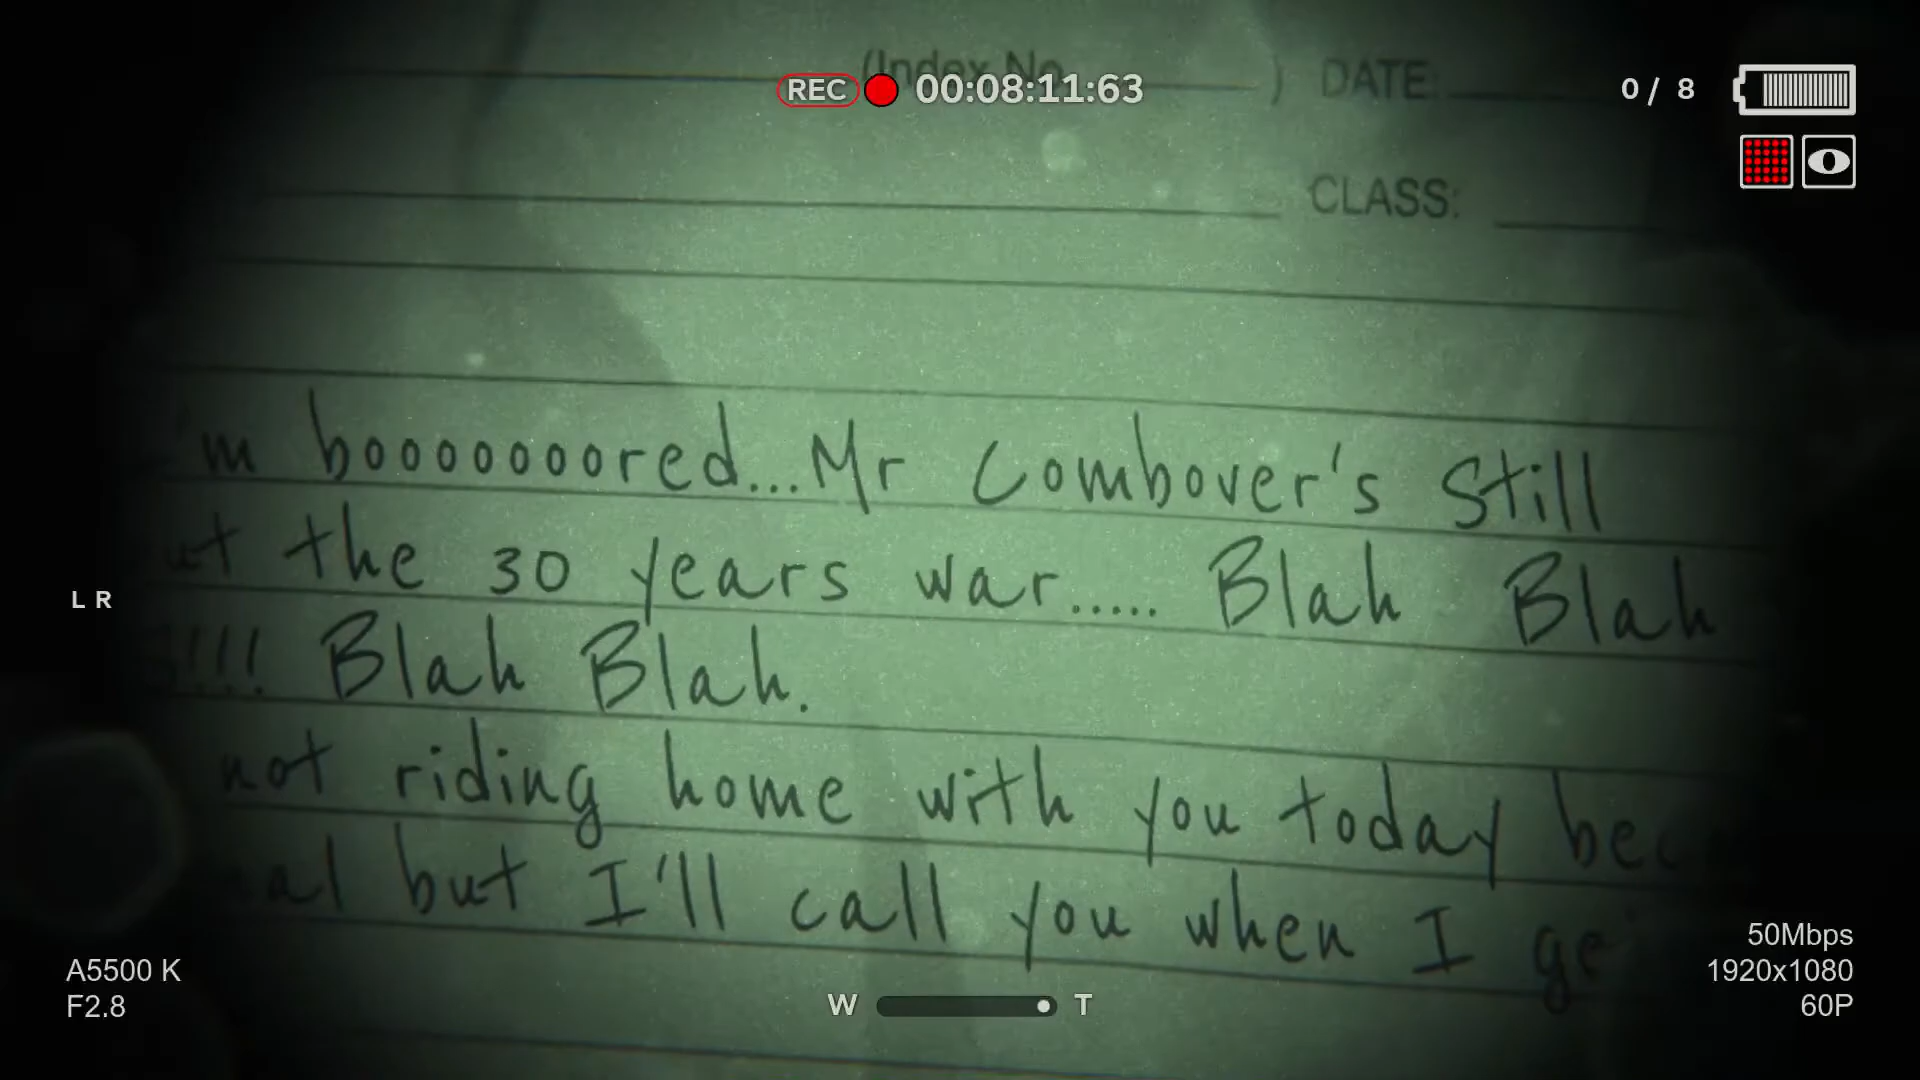 (Index No ) DATE:
REC 00:08:11:63
0 / 8
CLASS:
'm boooooooored...Mr Combover's Still
the 30 years war..... Blah Blah
!!! Blah Blah.
not riding home with you today
but I'll call you when I
L R
A5500 K
F2.8
W T
50Mbps
1920x1080
60P